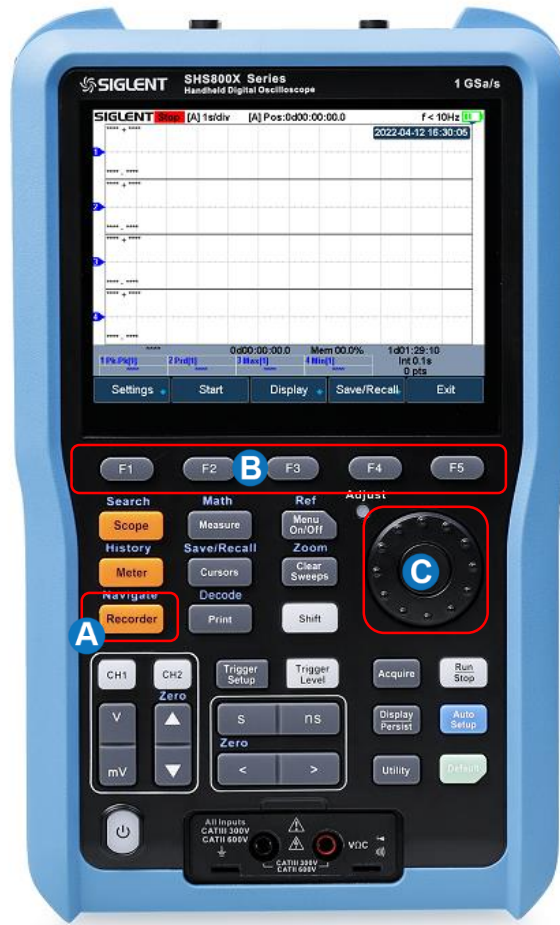 SIGLENT SHS800X Series
Handheld Digital Oscilloscope
1 GSa/s
SIGLENT Stop [A] 1s/div [A] Pos:0d00:00:00.0 f < 10Hz
2022-04-12 16:30:05
**** + ****
1
**** - ****
**** + ****
2
**** - ****
**** + ****
3
**** - ****
**** + ****
4
**** - ****
**** 0d00:00:00.0 Mem 00.0% 1d01:29:10
1 Pk-Pk[1] 2 Prd[1] 3 Max[1] 4 Min[1] Int 0.1s
**** **** **** **** 0 pts
Settings Start Display Save/Recall Exit
F1 F2 B F3 F4 F5
Search Math Ref Adjust
Scope Measure Menu On/Off
History Save/Recall Zoom
Meter Cursors Clear Sweeps C
Navigate Decode
A Recorder Print Shift
CH1 CH2 Trigger Setup Trigger Level Acquire Run Stop
Zero
V s ns Display Persist Auto Setup
Zero
mV < > Utility Default
All Inputs
CATIII 300V
CATII 600V
VΩC
CATIII 300V
CATII 600V